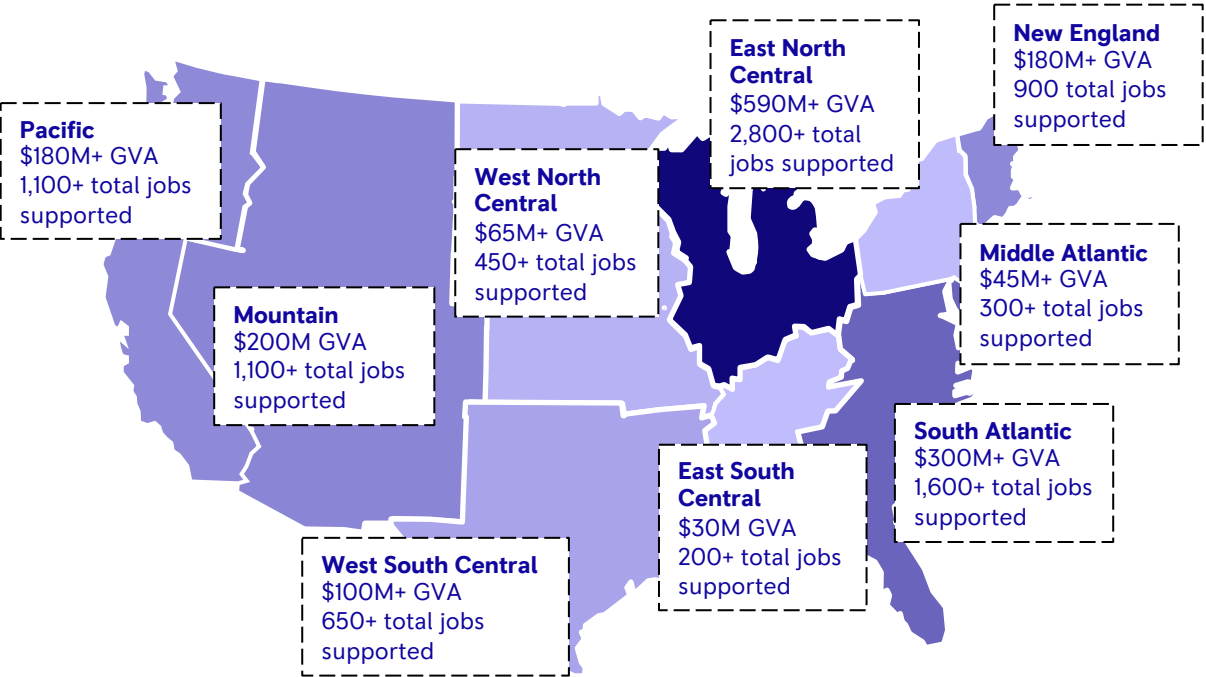 East North
Central
$590M+ GVA
2,800+ total
jobs supported
New England
$180M+ GVA
900 total jobs
supported
Pacific
$180M+ GVA
1,100+ total jobs
supported
West North
Central
$65M+ GVA
450+ total jobs
supported
Middle Atlantic
$45M+ GVA
300+ total jobs
supported
Mountain
$200M GVA
1,100+ total jobs
supported
South Atlantic
$300M+ GVA
1,600+ total jobs
supported
East South
Central
$30M GVA
200+ total jobs
supported
West South Central
$100M+ GVA
650+ total jobs
supported